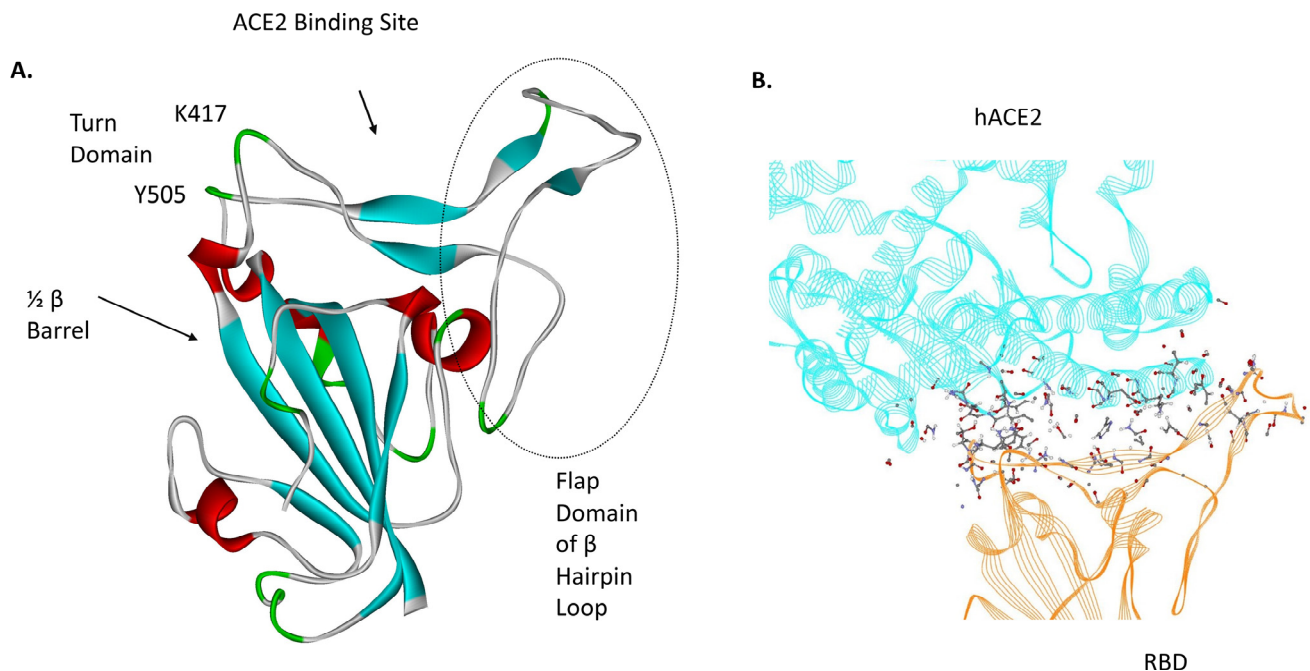 ACE2 Binding Site
A.
K417
Turn
Domain
Y505
½ β
Barrel
Flap
Domain
of β
Hairpin
Loop
B.
hACE2
RBD